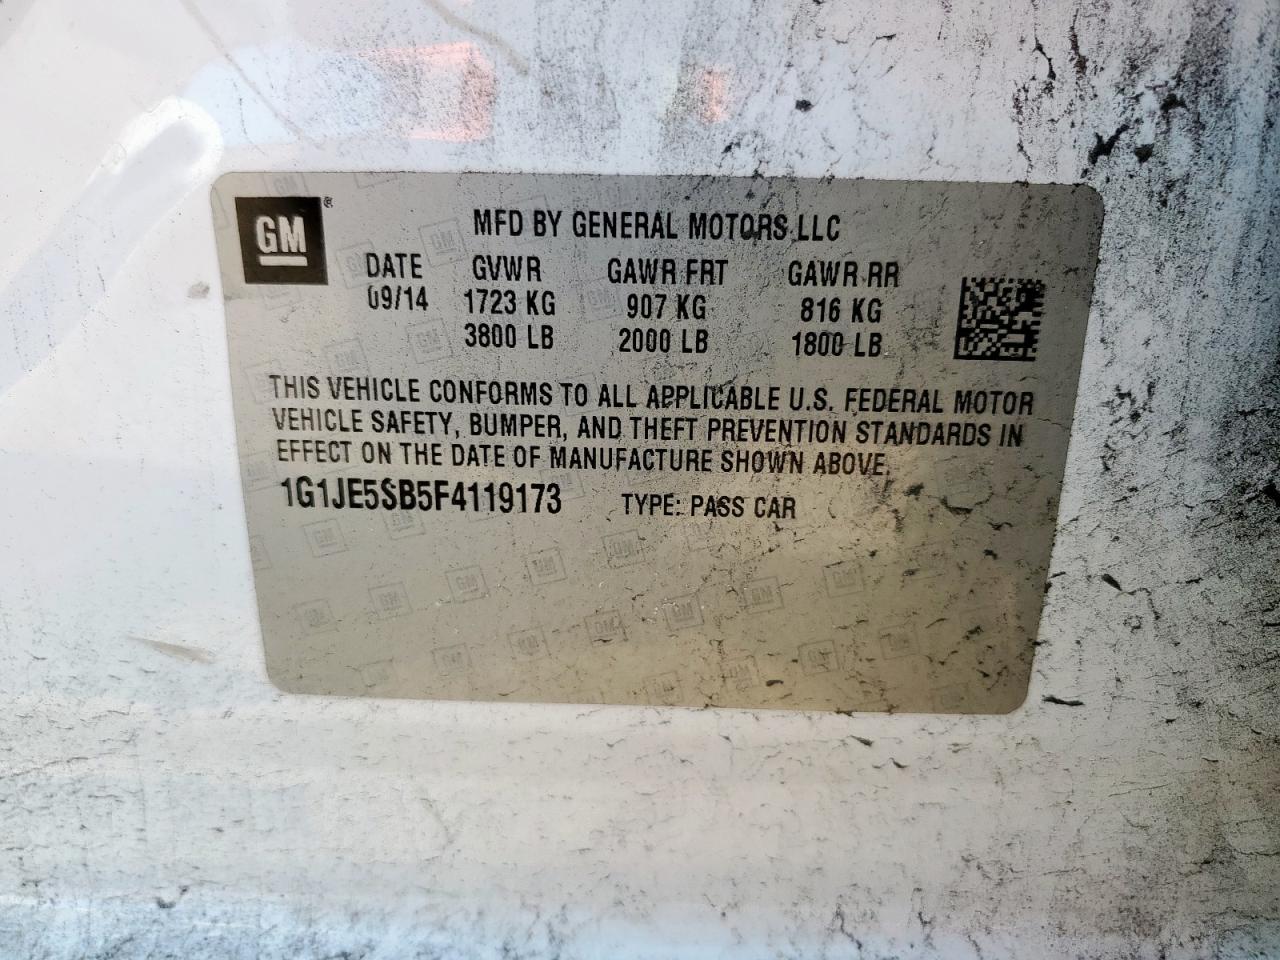 GM ®
MFD BY GENERAL MOTORS LLC
DATE GVWR GAWR FRT GAWR RR
09/14 1723 KG 907 KG 816 KG
3800 LB 2000 LB 1800 LB
THIS VEHICLE CONFORMS TO ALL APPLICABLE U.S. FEDERAL MOTOR
VEHICLE SAFETY, BUMPER, AND THEFT PREVENTION STANDARDS IN
EFFECT ON THE DATE OF MANUFACTURE SHOWN ABOVE.
1G1JE5SB5F4119173 TYPE: PASS CAR